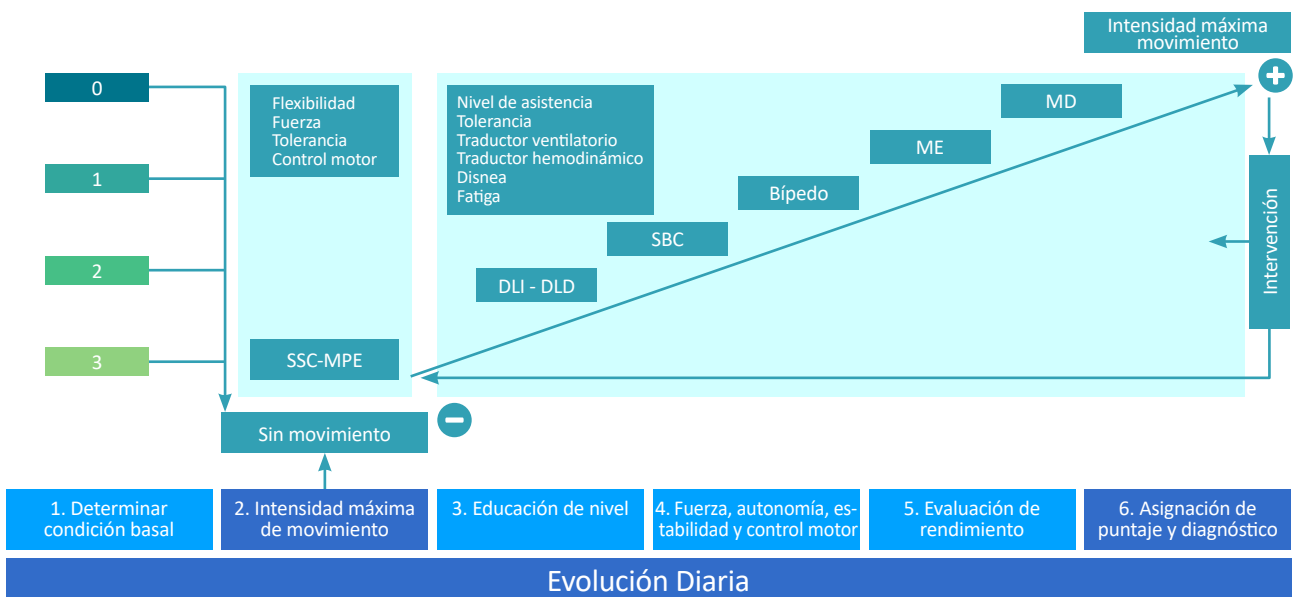 Intensidad máxima
movimiento
0
1
2
3
Flexibilidad
Fuerza
Tolerancia
Control motor
SSC-MPE
Sin movimiento
Nivel de asistencia
Tolerancia
Traductor ventilatorio
Traductor hemodinámico
Disnea
Fatiga
DLI - DLD
SBC
Bípedo
ME
MD
Intervención
1. Determinar
condición basal
2. Intensidad máxima
de movimiento
3. Educación de nivel
4. Fuerza, autonomía, es-
tabilidad y control motor
5. Evaluación de
rendimiento
6. Asignación de
puntaje y diagnóstico
Evolución Diaria